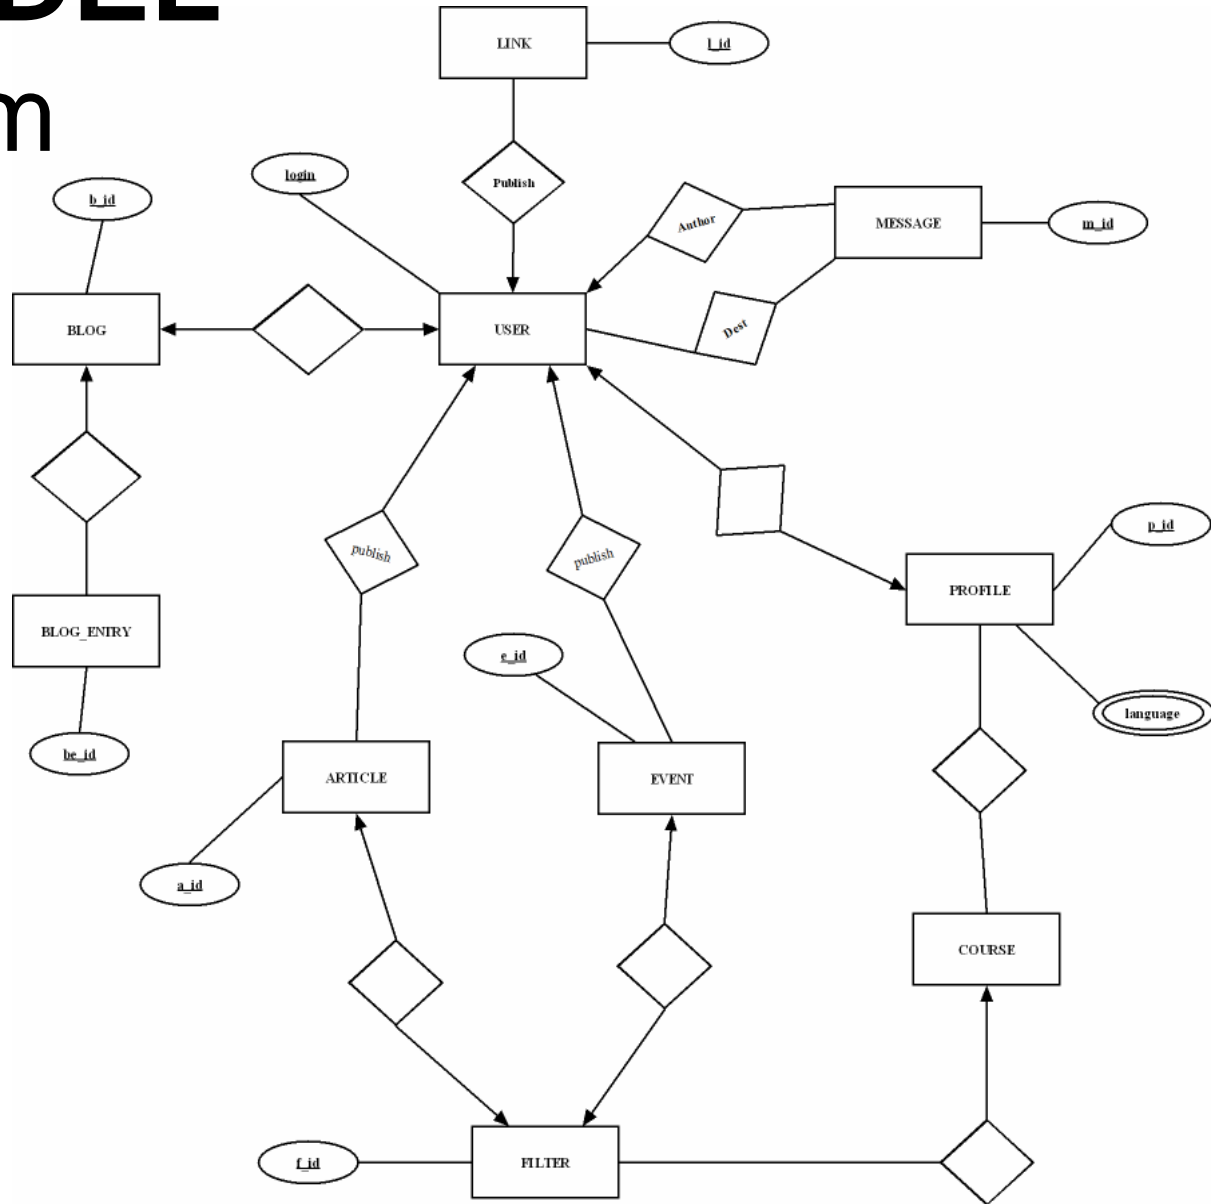 DEL
m
LINK
l_id
login
Publish
b_id
Author
MESSAGE
m_id
BLOG
USER
Dest
p_id
publish
publish
PROFILE
BLOG_ENTRY
e_id
language
be_id
ARTICLE
EVENT
a_id
COURSE
f_id
FILTER